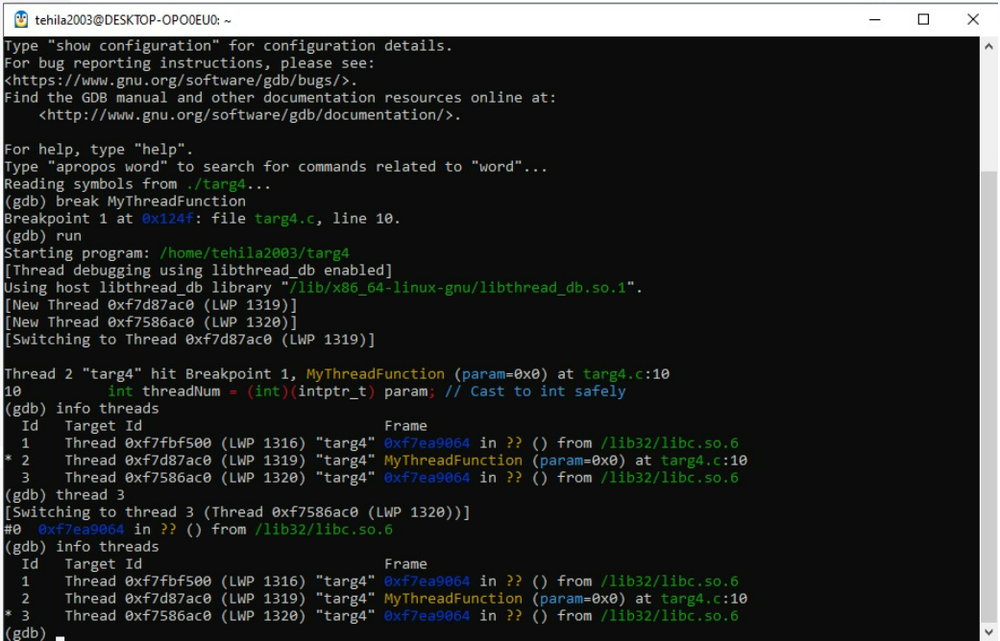 tehila2003@DESKTOP-OPO0EU0: ~
Type "show configuration" for configuration details.
For bug reporting instructions, please see:
<https://www.gnu.org/software/gdb/bugs/>.
Find the GDB manual and other documentation resources online at:
    <http://www.gnu.org/software/gdb/documentation/>.

For help, type "help".
Type "apropos word" to search for commands related to "word"...
Reading symbols from ./targ4...
(gdb) break MyThreadFunction
Breakpoint 1 at 0x124f: file targ4.c, line 10.
(gdb) run
Starting program: /home/tehila2003/targ4
[Thread debugging using libthread_db enabled]
Using host libthread_db library "/lib/x86_64-linux-gnu/libthread_db.so.1".
[New Thread 0xf7d87ac0 (LWP 1319)]
[New Thread 0xf7586ac0 (LWP 1320)]
[Switching to Thread 0xf7d87ac0 (LWP 1319)]

Thread 2 "targ4" hit Breakpoint 1, MyThreadFunction (param=0x0) at targ4.c:10
10          int threadNum = (int)(intptr_t) param; // Cast to int safely
(gdb) info threads
  Id   Target Id                              Frame
  1    Thread 0xf7fbf500 (LWP 1316) "targ4" 0xf7ea9064 in ?? () from /lib32/libc.so.6
* 2    Thread 0xf7d87ac0 (LWP 1319) "targ4" MyThreadFunction (param=0x0) at targ4.c:10
  3    Thread 0xf7586ac0 (LWP 1320) "targ4" 0xf7ea9064 in ?? () from /lib32/libc.so.6
(gdb) thread 3
[Switching to thread 3 (Thread 0xf7586ac0 (LWP 1320))]
#0  0xf7ea9064 in ?? () from /lib32/libc.so.6
(gdb) info threads
  Id   Target Id                              Frame
  1    Thread 0xf7fbf500 (LWP 1316) "targ4" 0xf7ea9064 in ?? () from /lib32/libc.so.6
  2    Thread 0xf7d87ac0 (LWP 1319) "targ4" MyThreadFunction (param=0x0) at targ4.c:10
* 3    Thread 0xf7586ac0 (LWP 1320) "targ4" 0xf7ea9064 in ?? () from /lib32/libc.so.6
(gdb)